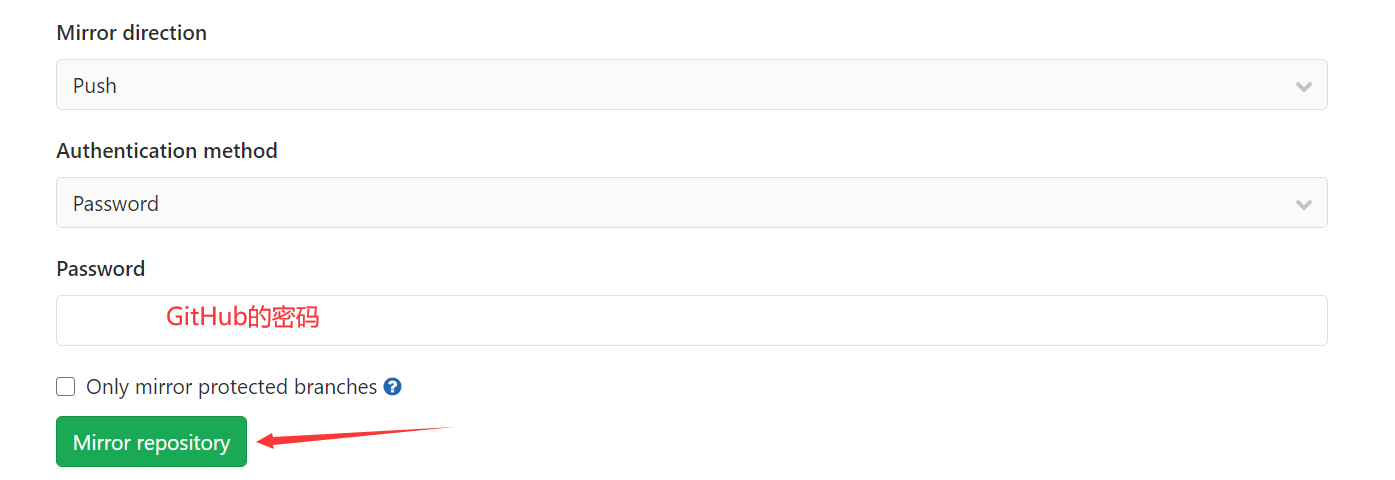 Mirror direction
Push
Authentication method
Password
Password
GitHub的密码
Only mirror protected branches ?
Mirror repository